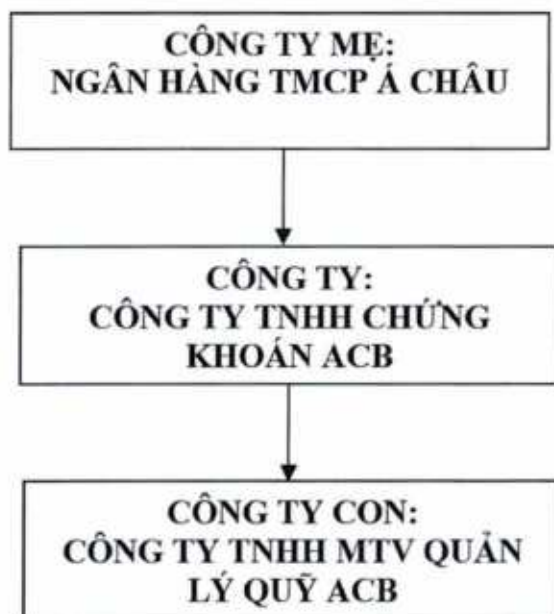 CÔNG TY MẸ:
NGÂN HÀNG TMCP Á CHÂU
CÔNG TY:
CÔNG TY TNHH CHỨNG
KHOÁN ACB
CÔNG TY CON:
CÔNG TY TNHH MTV QUẢN
LÝ QUỸ ACB